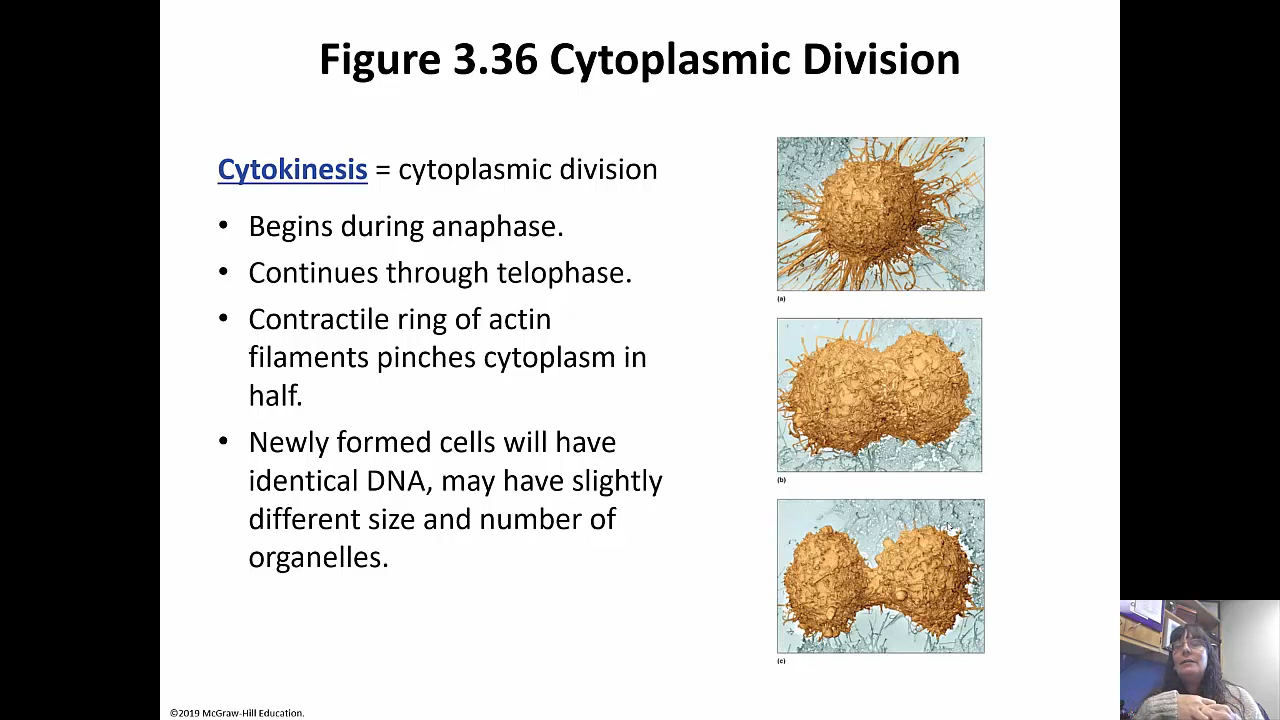 Figure 3.36 Cytoplasmic Division
Cytokinesis = cytoplasmic division
• Begins during anaphase.
• Continues through telophase.
• Contractile ring of actin
filaments pinches cytoplasm in
half.
• Newly formed cells will have
identical DNA, may have slightly
different size and number of
organelles.
(a)
(b)
(c)
©2019 McGraw-Hill Education.